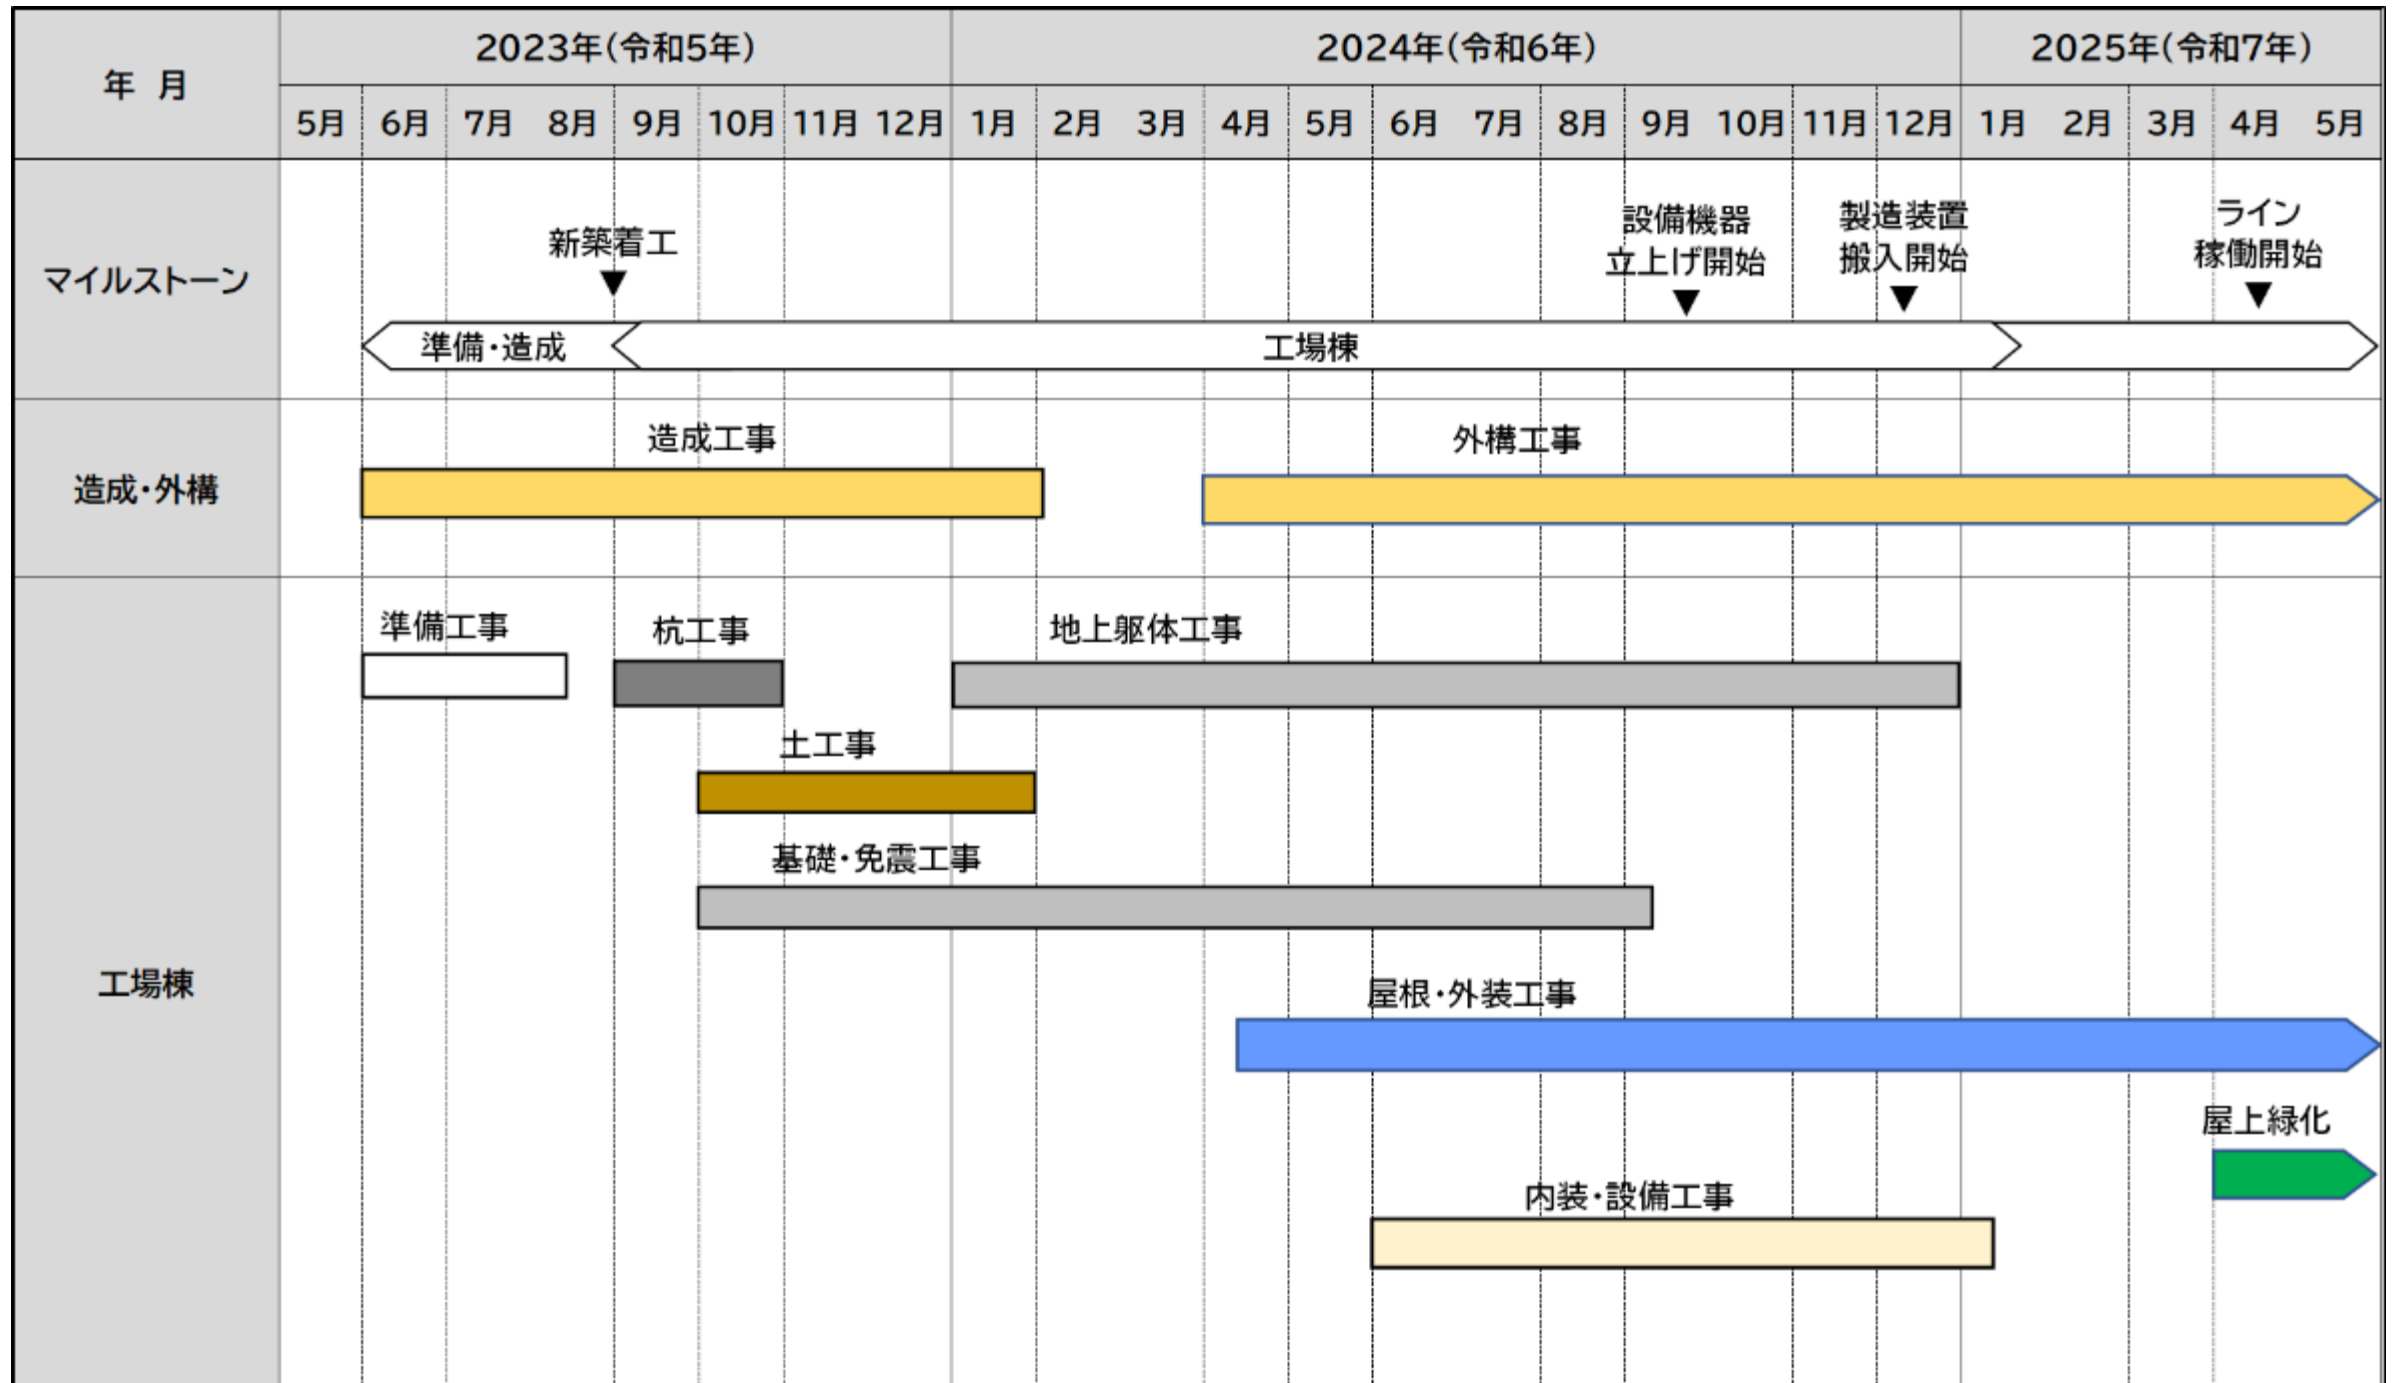 年 月
2023年(令和5年) 2024年(令和6年) 2025年(令和7年)
5月 6月 7月 8月 9月 10月 11月 12月 1月 2月 3月 4月 5月 6月 7月 8月 9月 10月 11月 12月 1月 2月 3月 4月 5月
マイルストーン
新築着工
▼
設備機器
立上げ開始
▼
製造装置
搬入開始
▼
ライン
稼働開始
▼
準備・造成
工場棟
造成・外構
造成工事
外構工事
工場棟
準備工事
杭工事
地上躯体工事
土工事
基礎・免震工事
屋根・外装工事
屋上緑化
内装・設備工事